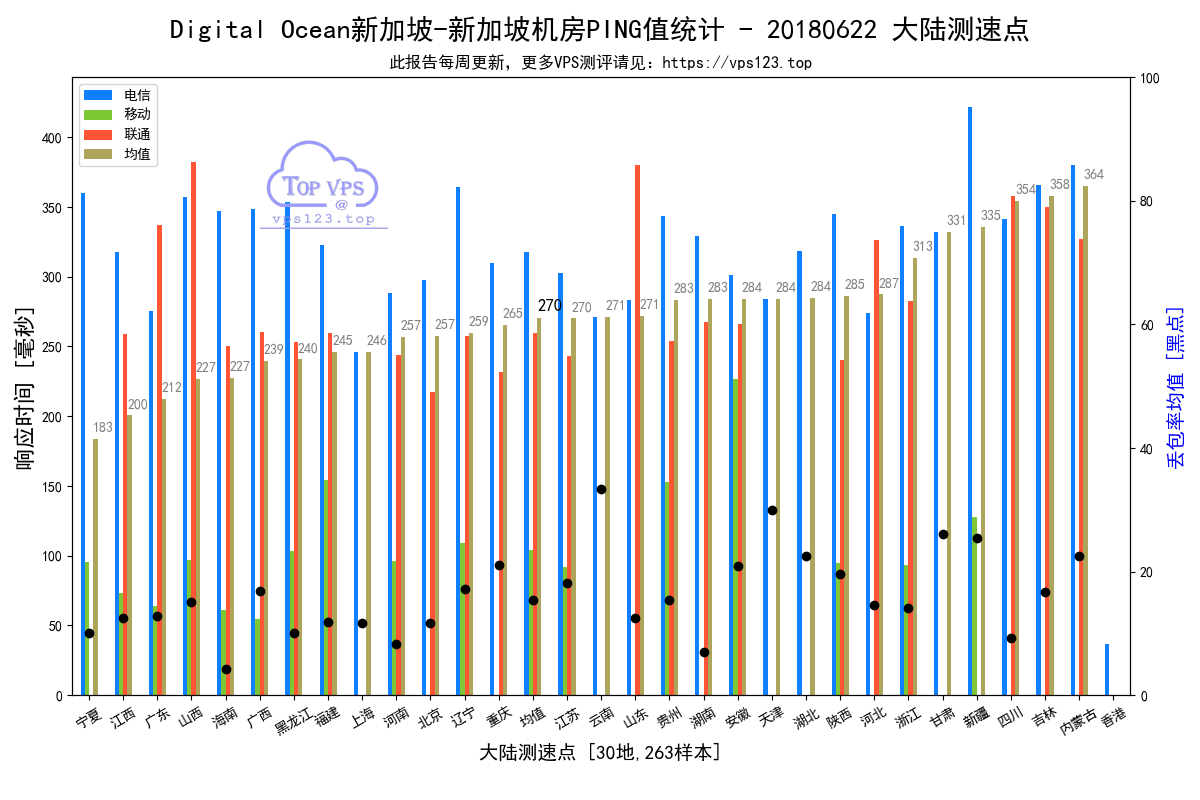 Digital Ocean新加坡-新加坡机房PING值统计 - 20180622 大陆测速点
此报告每周更新，更多VPS测评请见：https://vps123.top
电信
移动
联通
均值
TOP VPS
@
vps123.top
响应时间 [毫秒]
400
350
300
250
200
150
100
50
0
183
200
212
227
227
239
240
245
246
257
257
259
265
270
270
271
271
283
283
284
284
284
285
287
313
331
335
354
358
364
100
80
60
40
20
0
丢包率均值 [黑点]
宁夏
江西
广东
山西
海南
广西
黑龙江
福建
上海
河南
北京
辽宁
重庆
均值
江苏
云南
山东
贵州
湖南
安徽
天津
湖北
陕西
河北
浙江
甘肃
新疆
四川
吉林
内蒙古
香港
大陆测速点 [30地,263样本]